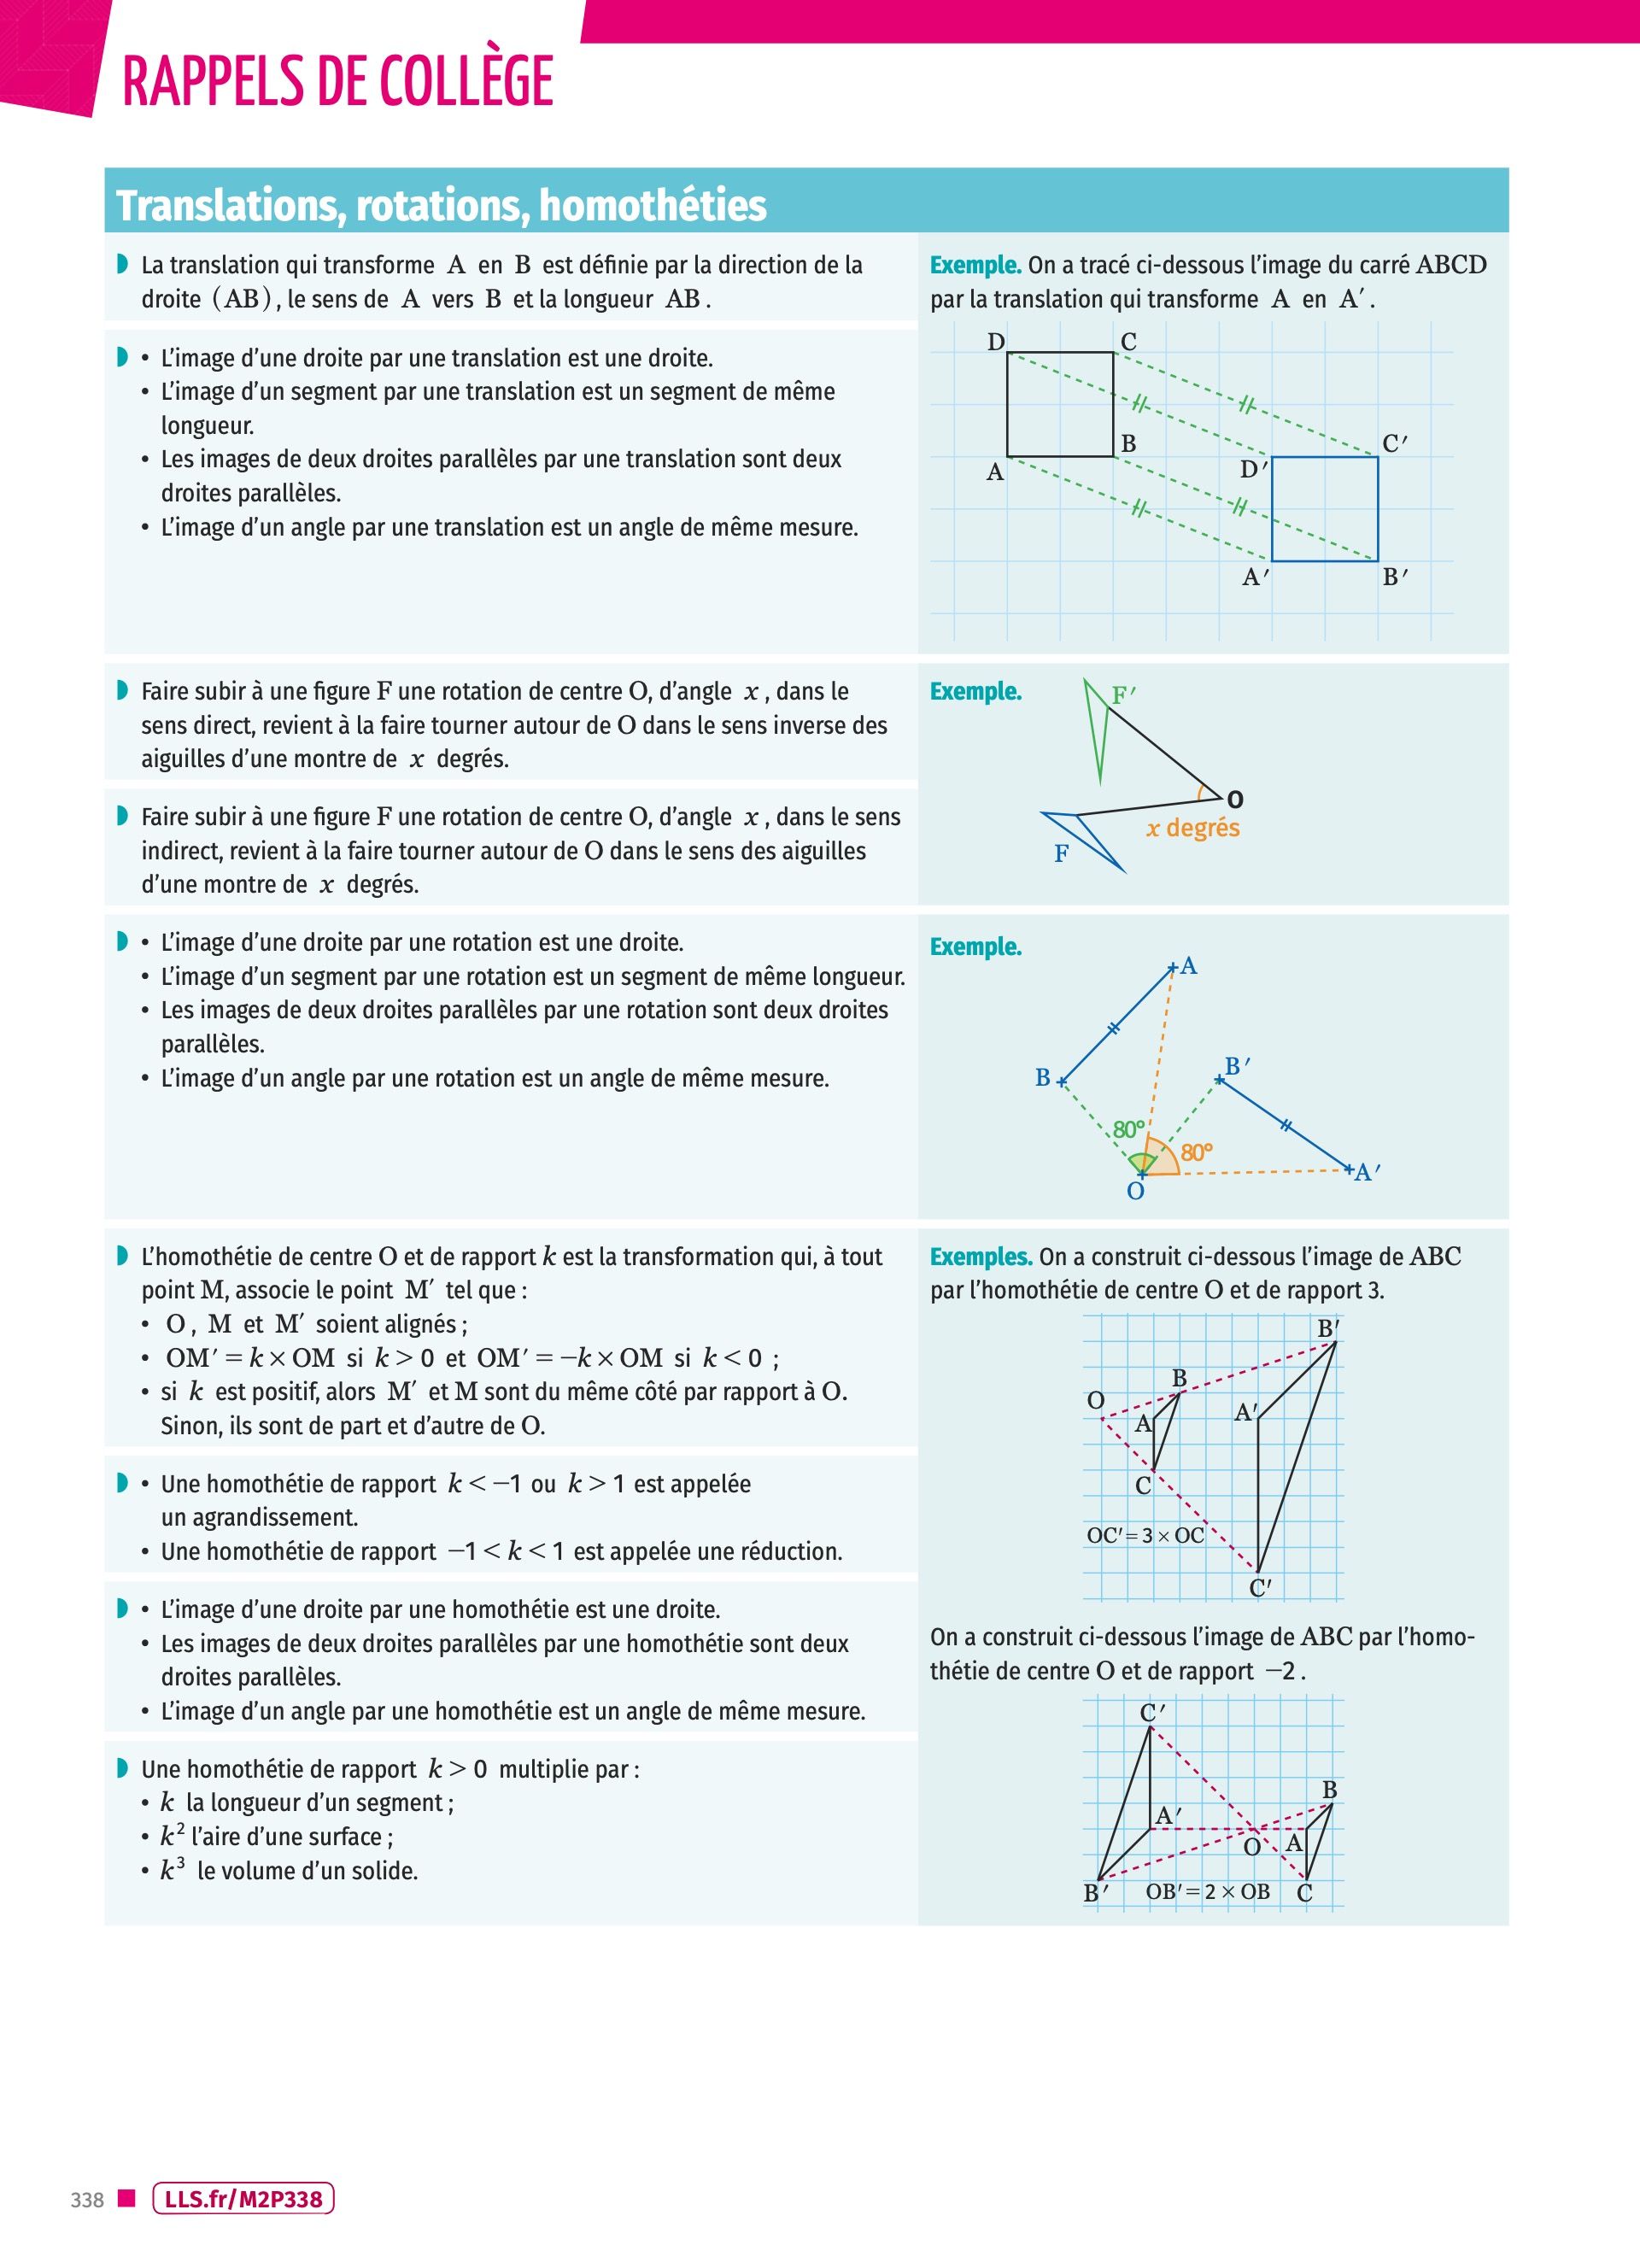 RAPPELS DE COLLÈGE
Translations, rotations, homothéties
La translation qui transforme A en B est définie par la direction de la
droite (AB), le sens de A vers B et la longueur AB.
• L’image d’une droite par une translation est une droite.
• L’image d’un segment par une translation est un segment de même
longueur.
• Les images de deux droites parallèles par une translation sont deux
droites parallèles.
• L’image d’un angle par une translation est un angle de même mesure.
Exemple. On a tracé ci-dessous l’image du carré ABCD
par la translation qui transforme A en A′.
D
C
B
A
C′
D′
A′
B′
Faire subir à une figure F une rotation de centre O, d’angle x, dans le
sens direct, revient à la faire tourner autour de O dans le sens inverse des
aiguilles d’une montre de x degrés.
Faire subir à une figure F une rotation de centre O, d’angle x, dans le sens
indirect, revient à la faire tourner autour de O dans le sens des aiguilles
d’une montre de x degrés.
Exemple.
F′
O
x degrés
F
• L’image d’une droite par une rotation est une droite.
• L’image d’un segment par une rotation est un segment de même longueur.
• Les images de deux droites parallèles par une rotation sont deux droites
parallèles.
• L’image d’un angle par une rotation est un angle de même mesure.
Exemple.
A
B
B′
80°
80°
A′
O
L’homothétie de centre O et de rapport k est la transformation qui, à tout
point M, associe le point M′ tel que :
• O, M et M′ soient alignés ;
• OM′ = k × OM si k > 0 et OM′ = −k × OM si k < 0 ;
• si k est positif, alors M′ et M sont du même côté par rapport à O.
Sinon, ils sont de part et d’autre de O.
• Une homothétie de rapport k < −1 ou k > 1 est appelée
un agrandissement.
• Une homothétie de rapport −1 < k < 1 est appelée une réduction.
• L’image d’une droite par une homothétie est une droite.
• Les images de deux droites parallèles par une homothétie sont deux
droites parallèles.
• L’image d’un angle par une homothétie est un angle de même mesure.
Une homothétie de rapport k > 0 multiplie par :
• k la longueur d’un segment ;
• k² l’aire d’une surface ;
• k³ le volume d’un solide.
Exemples. On a construit ci-dessous l’image de ABC
par l’homothétie de centre O et de rapport 3.
B′
B
O
A
A′
C
OC′ = 3 × OC
C′
On a construit ci-dessous l’image de ABC par l’homo-
thétie de centre O et de rapport −2.
C′
B
A′
O
A
B′
OB′ = 2 × OB
C
338
LLS.fr/M2P338